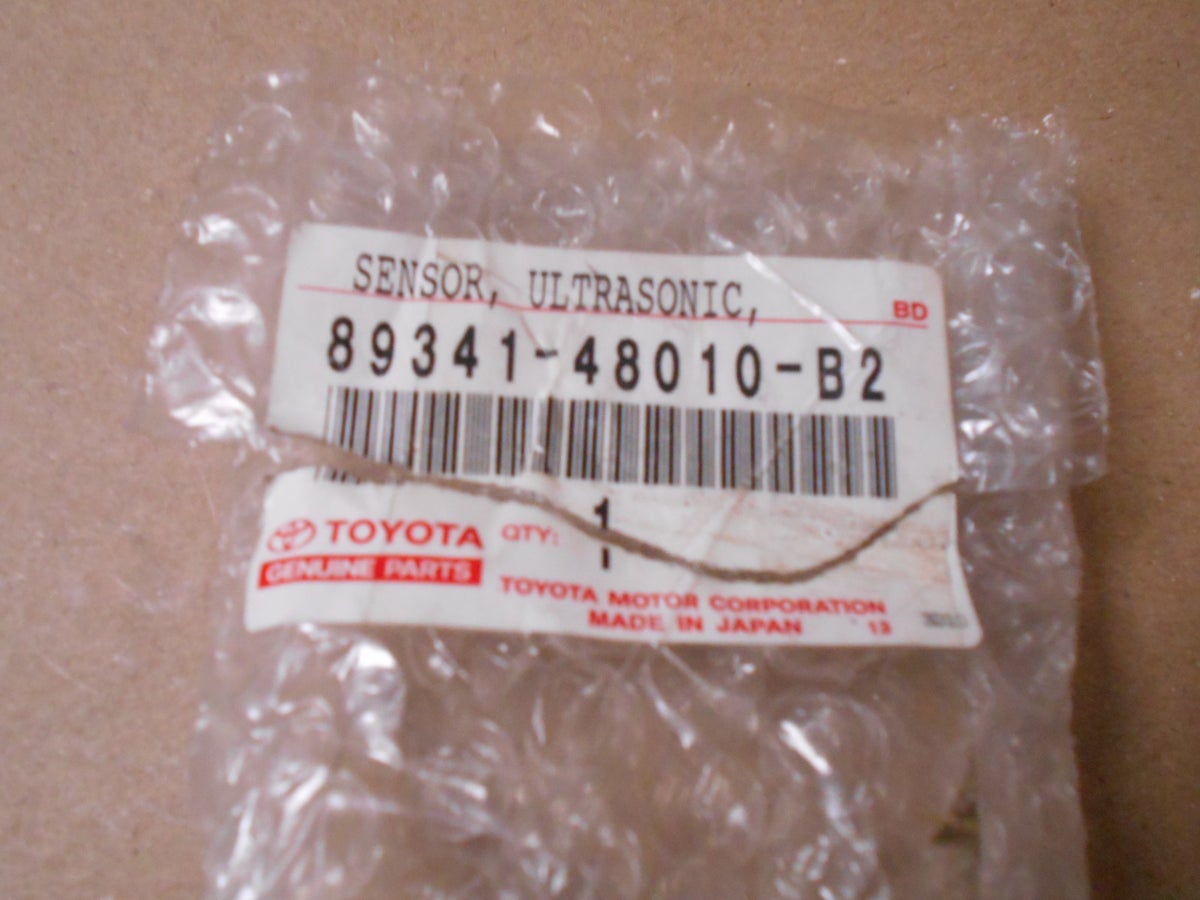 SENSOR, ULTRASONIC,
BD
89341-48010-B2
TOYOTA
GENUINE PARTS
QTY: 1
TOYOTA MOTOR CORPORATION
MADE IN JAPAN 13